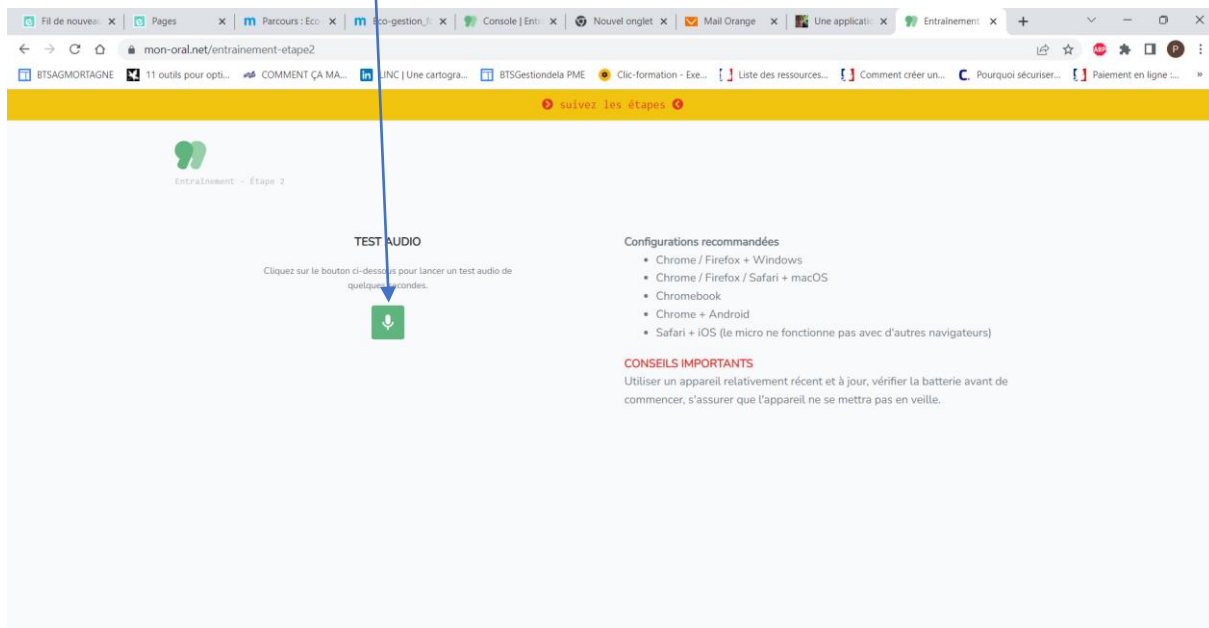 Fil de nouvea
Pages
Parcours : Eco
Eco-gestion_f
Console | Ent
Nouvel onglet
Mail Orange
Une applicatic
Entraînement
mon-oral.net/entrainement-etape2
BTSAGMORTAGNE
11 outils pour opti...
COMMENT ÇA MA...
LINC | Une cartogra...
BTSGestiondela PME
Clic-formation - Exe...
Liste des ressources...
Comment créer un...
Pourquoi sécuriser...
Paiement en ligne :...
»
suivez les étapes
Entraînement - Étape 2
TEST AUDIO
Cliquez sur le bouton ci-dessous pour lancer un test audio de
quelques secondes.
Configurations recommandées
• Chrome / Firefox + Windows
• Chrome / Firefox / Safari + macOS
• Chromebook
• Chrome + Android
• Safari + iOS (le micro ne fonctionne pas avec d'autres navigateurs)
CONSEILS IMPORTANTS
Utiliser un appareil relativement récent et à jour, vérifier la batterie avant de
commencer, s'assurer que l'appareil ne se mettra pas en veille.